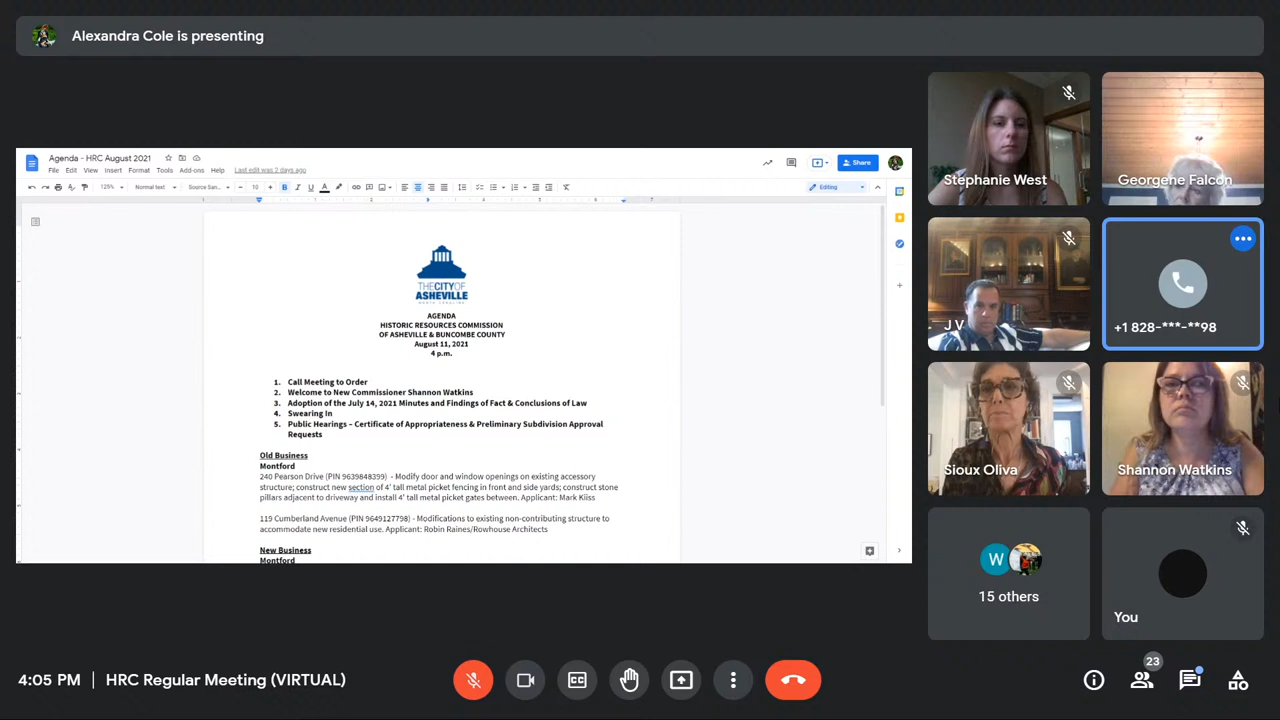 Alexandra Cole is presenting
Agenda - HRC August 2021
File Edit View Insert Format Tools Add-ons Help Last edit was 2 days ago
Share
125% Normal text Source San... 10 Editing
THE CITY OF
ASHEVILLE
NORTH CAROLINA
AGENDA
HISTORIC RESOURCES COMMISSION
OF ASHEVILLE & BUNCOMBE COUNTY
August 11, 2021
4 p.m.
1. Call Meeting to Order
2. Welcome to New Commissioner Shannon Watkins
3. Adoption of the July 14, 2021 Minutes and Findings of Fact & Conclusions of Law
4. Swearing In
5. Public Hearings – Certificate of Appropriateness & Preliminary Subdivision Approval
Requests
Old Business
Montford
240 Pearson Drive (PIN 9639848399) - Modify door and window openings on existing accessory
structure; construct new section of 4' tall metal picket fencing in front and side yards; construct stone
pillars adjacent to driveway and install 4' tall metal picket gates between. Applicant: Mark Kiiss
119 Cumberland Avenue (PIN 9649127798) - Modifications to existing non-contributing structure to
accommodate new residential use. Applicant: Robin Raines/Rowhouse Architects
New Business
Montford
Stephanie West
Georgene Falcon
J V
+1 828-***-**98
Sioux Oliva
Shannon Watkins
W
15 others
You
4:05 PM | HRC Regular Meeting (VIRTUAL)
CC
23